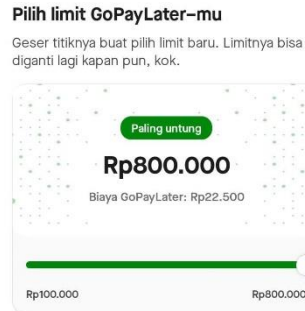 Pilih limit GoPayLater-mu
Geser titiknya buat pilih limit baru. Limitnya bisa
diganti lagi kapan pun, kok.
Paling untung
Rp800.000
Biaya GoPayLater: Rp22.500
Rp100.000
Rp800.000